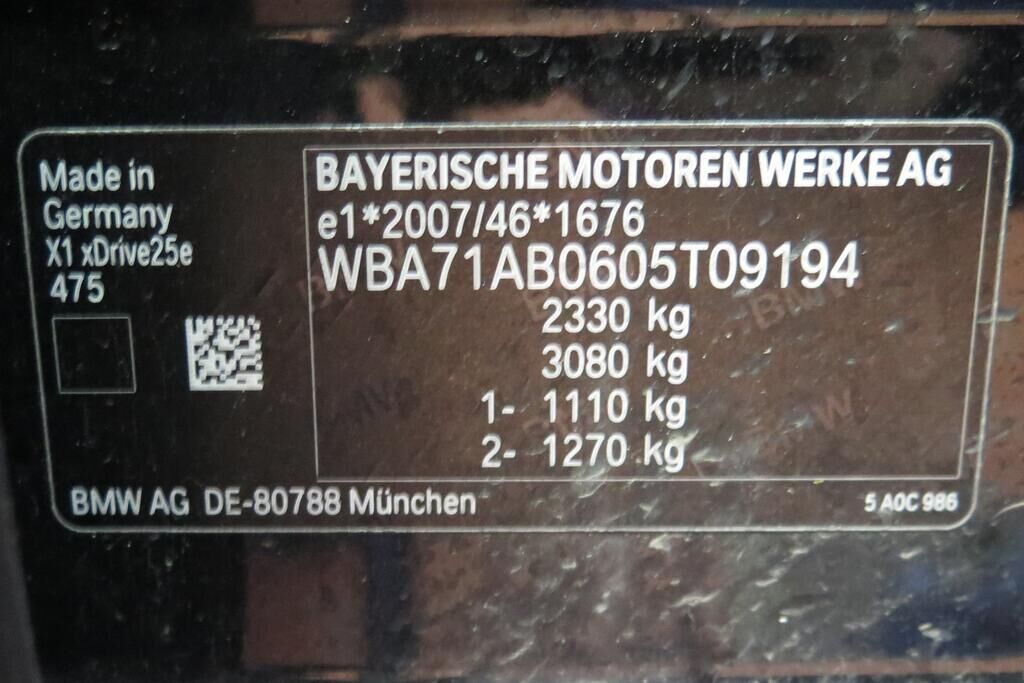 Made in
Germany
X1 xDrive25e
475
BAYERISCHE MOTOREN WERKE AG
e1*2007/46*1676
WBA71AB0605T09194
2330 kg
3080 kg
1- 1110 kg
2- 1270 kg
BMW AG DE-80788 München
5 A0C 986